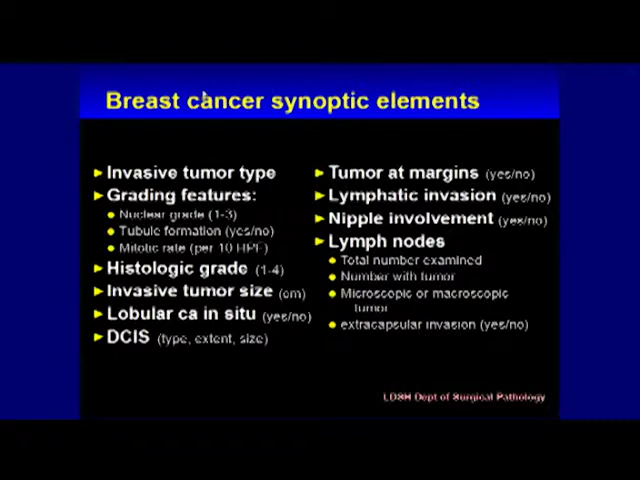 Breast cancer synoptic elements
Invasive tumor type
Grading features:
Nuclear grade (1-3)
Tubule formation (yes/no)
Mitotic rate (per 10 HPF)
Histologic grade (1-4)
Invasive tumor size (cm)
Lobular ca in situ (yes/no)
DCIS (type, extent, size)
Tumor at margins (yes/no)
Lymphatic invasion (yes/no)
Nipple involvement (yes/no)
Lymph nodes
Total number examined
Number with tumor
Microscopic or macroscopic
tumor
extracapsular invasion (yes/no)
LDSH Dept of Surgical Pathology